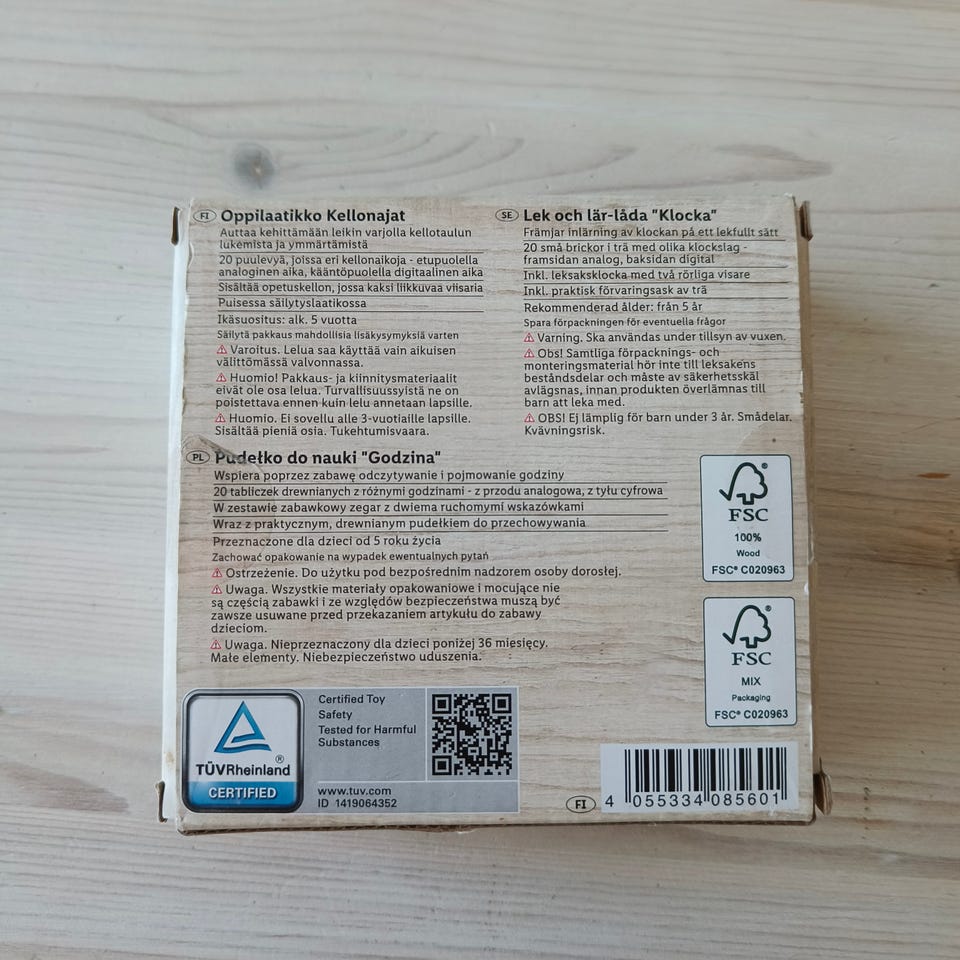 FI Oppilaatikko Kellonajat
Auttaa kehittämään leikin varjolla kellotaulun
lukemista ja ymmärtämistä
20 puulevyä, joissa eri kellonaikoja - etupuolella
analoginen aika, kääntöpuolella digitaalinen aika
Sisältää opetuskellon, jossa kaksi liikkuvaa viisaria
Puisessa säilytyslaatikossa
Ikäsuositus: alk. 5 vuotta
Säilytä pakkaus mahdollisia lisäkysymyksiä varten
Varoitus. Lelua saa käyttää vain aikuisen
välittömässä valvonnassa.
Huomio! Pakkaus- ja kiinnitysmateriaalit
eivät ole osa lelua. Turvallisuussyistä ne on
poistettava ennen kuin lelu annetaan lapsille.
Huomio. Ei sovellu alle 3-vuotiaille lapsille.
Sisältää pieniä osia. Tukehtumisvaara.
SE Lek och lär-låda "Klocka"
Främjar inlärning av klockan på ett lekfullt sätt
20 små brickor i trä med olika klockslag -
framsidan analog, baksidan digital
Inkl. leksaksklocka med två rörliga visare
Inkl. praktisk förvaringsask av trä
Rekommenderad ålder: från 5 år
Spara förpackningen för eventuella frågor
Varning. Ska användas under tillsyn av vuxen.
Obs! Samtliga förpacknings- och
monteringsmaterial hör inte till leksakens
beståndsdelar och måste av säkerhetsskäl
avlägsnas, innan produkten överlämnas till
barn att leka med.
OBS! Ej lämplig för barn under 3 år. Smådelar.
Kvävningsrisk.
PL Pudełko do nauki "Godzina"
Wspiera poprzez zabawę odczytywanie i pojmowanie godziny
20 tabliczek drewnianych z różnymi godzinami - z przodu analogowa, z tyłu cyfrowa
W zestawie zabawkowy zegar z dwiema ruchomymi wskazówkami
Wraz z praktycznym, drewnianym pudełkiem do przechowywania
Przeznaczone dla dzieci od 5 roku życia
Zachować opakowanie na wypadek ewentualnych pytań
Ostrzeżenie. Do użytku pod bezpośrednim nadzorem osoby dorosłej.
Uwaga. Wszystkie materiały opakowaniowe i mocujące nie
są częścią zabawki i ze względów bezpieczeństwa muszą być
zawsze usuwane przed przekazaniem artykułu do zabawy
dzieciom.
Uwaga. Nieprzeznaczony dla dzieci poniżej 36 miesięcy.
Małe elementy. Niebezpieczeństwo uduszenia.
FSC
100%
Wood
FSC® C020963
FSC
MIX
Packaging
FSC® C020963
TÜVRheinland®
CERTIFIED
Certified Toy
Safety
Tested for Harmful
Substances
www.tuv.com
ID 1419064352
FI
4 055334 085601